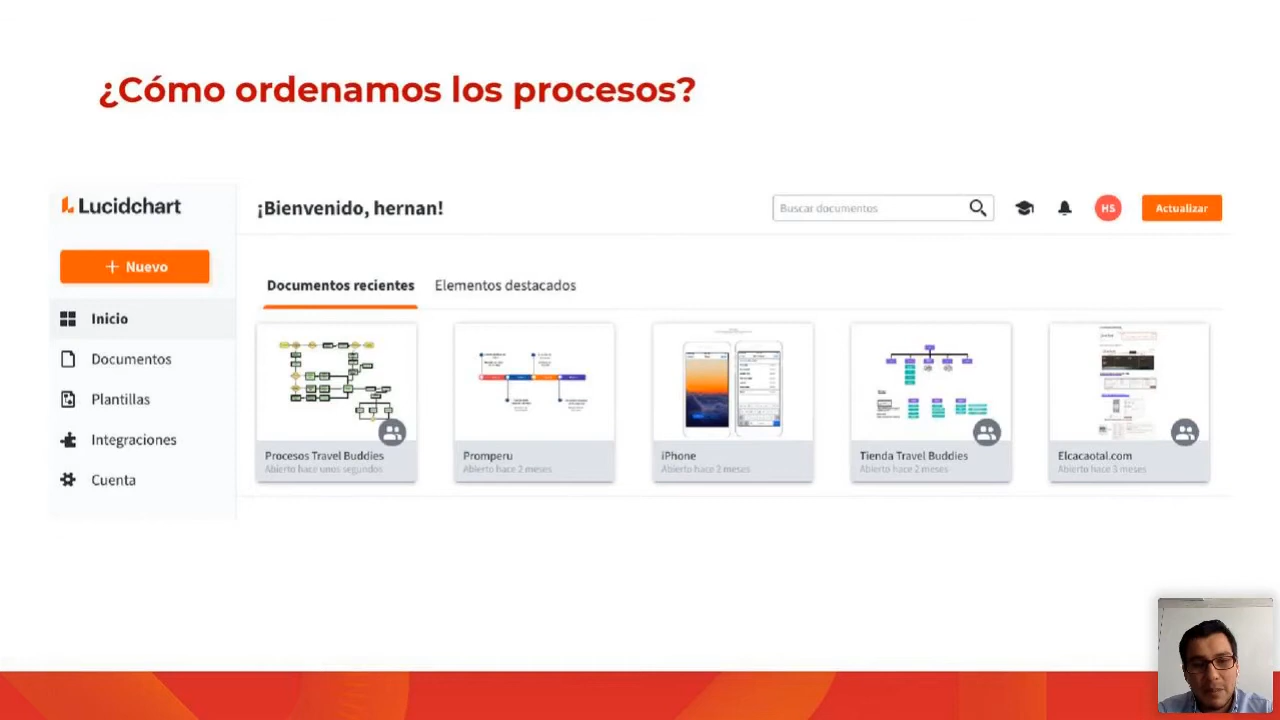 ¿Cómo ordenamos los procesos?
Lucidchart
¡Bienvenido, hernan!
Buscar documentos
HS
Actualizar
+ Nuevo
Documentos recientes
Elementos destacados
Inicio
Documentos
Plantillas
Integraciones
Cuenta
Procesos Travel Buddies
Abierto hace unos segundos
Promperu
Abierto hace 2 meses
iPhone
Abierto hace 2 meses
Tienda Travel Buddies
Abierto hace 2 meses
Elcacaotal.com
Abierto hace 3 meses